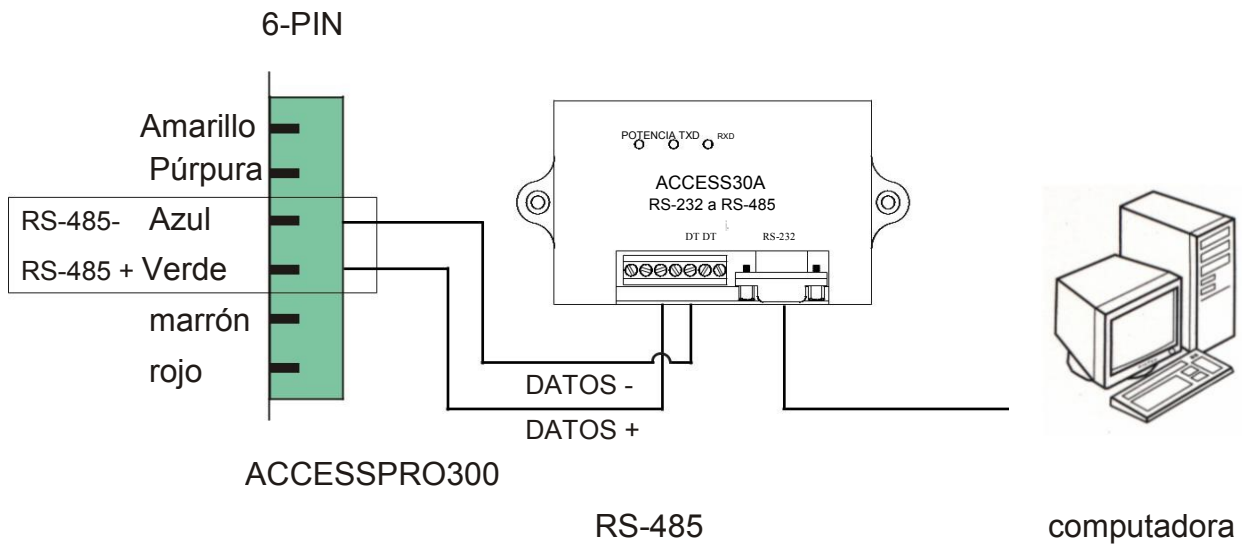 6-PIN
Amarillo
Púrpura
RS-485- Azul
RS-485 + Verde
marrón
rojo
POTENCIA TXD RXD
ACCESS30A
RS-232 a RS-485
DT DT RS-232
DATOS -
DATOS +
ACCESSPRO300
RS-485
computadora